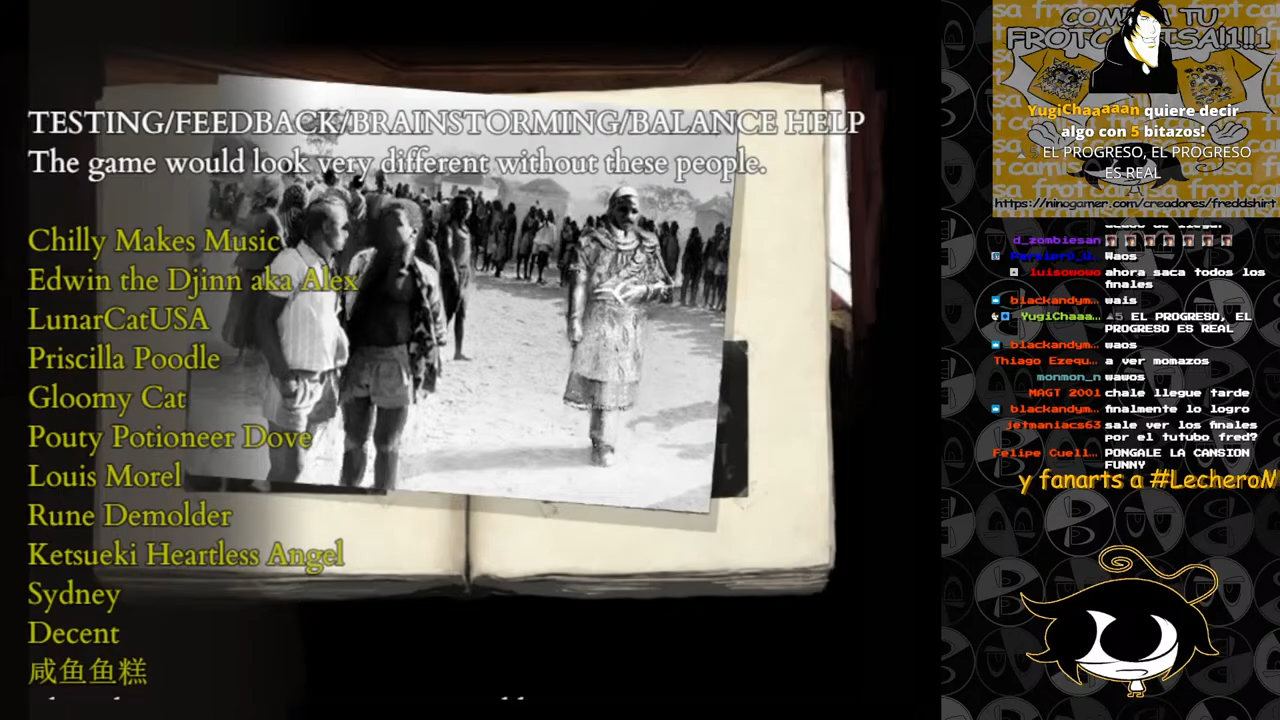 TESTING/FEEDBACK/BRAINSTORMING/BALANCE HELP
The game would look very different without these people.
Chilly Makes Music
Edwin the Djinn aka Alex
LunarCatUSA
Priscilla Poodle
Gloomy Cat
Pouty Potioneer Dove
Louis Morel
Rune Demolder
Ketsueki Heartless Angel
Sydney
Decent
咸鱼鱼糕
TU
YugiChaaaaan quiere decir
algo con 5 bitazos!
EL PROGRESO, EL PROGRESO
ES REAL
https://ninogamer.com/creadores/freddshirt
d_zombiesan
Waos
luisowowo ahora saca todos los
finales
blackandym… wais
YugiChaaa… 5 EL PROGRESO, EL
PROGRESO ES REAL
blackandym… waos
Thiago Ezequ… a ver momazos
monmon_n wawos
MAGT 2001 chale llegue tarde
blackandym… finalmente lo logro
jetmaniacs63 sale ver los finales
por el tutubo fred?
Felipe Cuell… PONGALE LA CANSION
FUNNY
y fanarts a #LecheroN